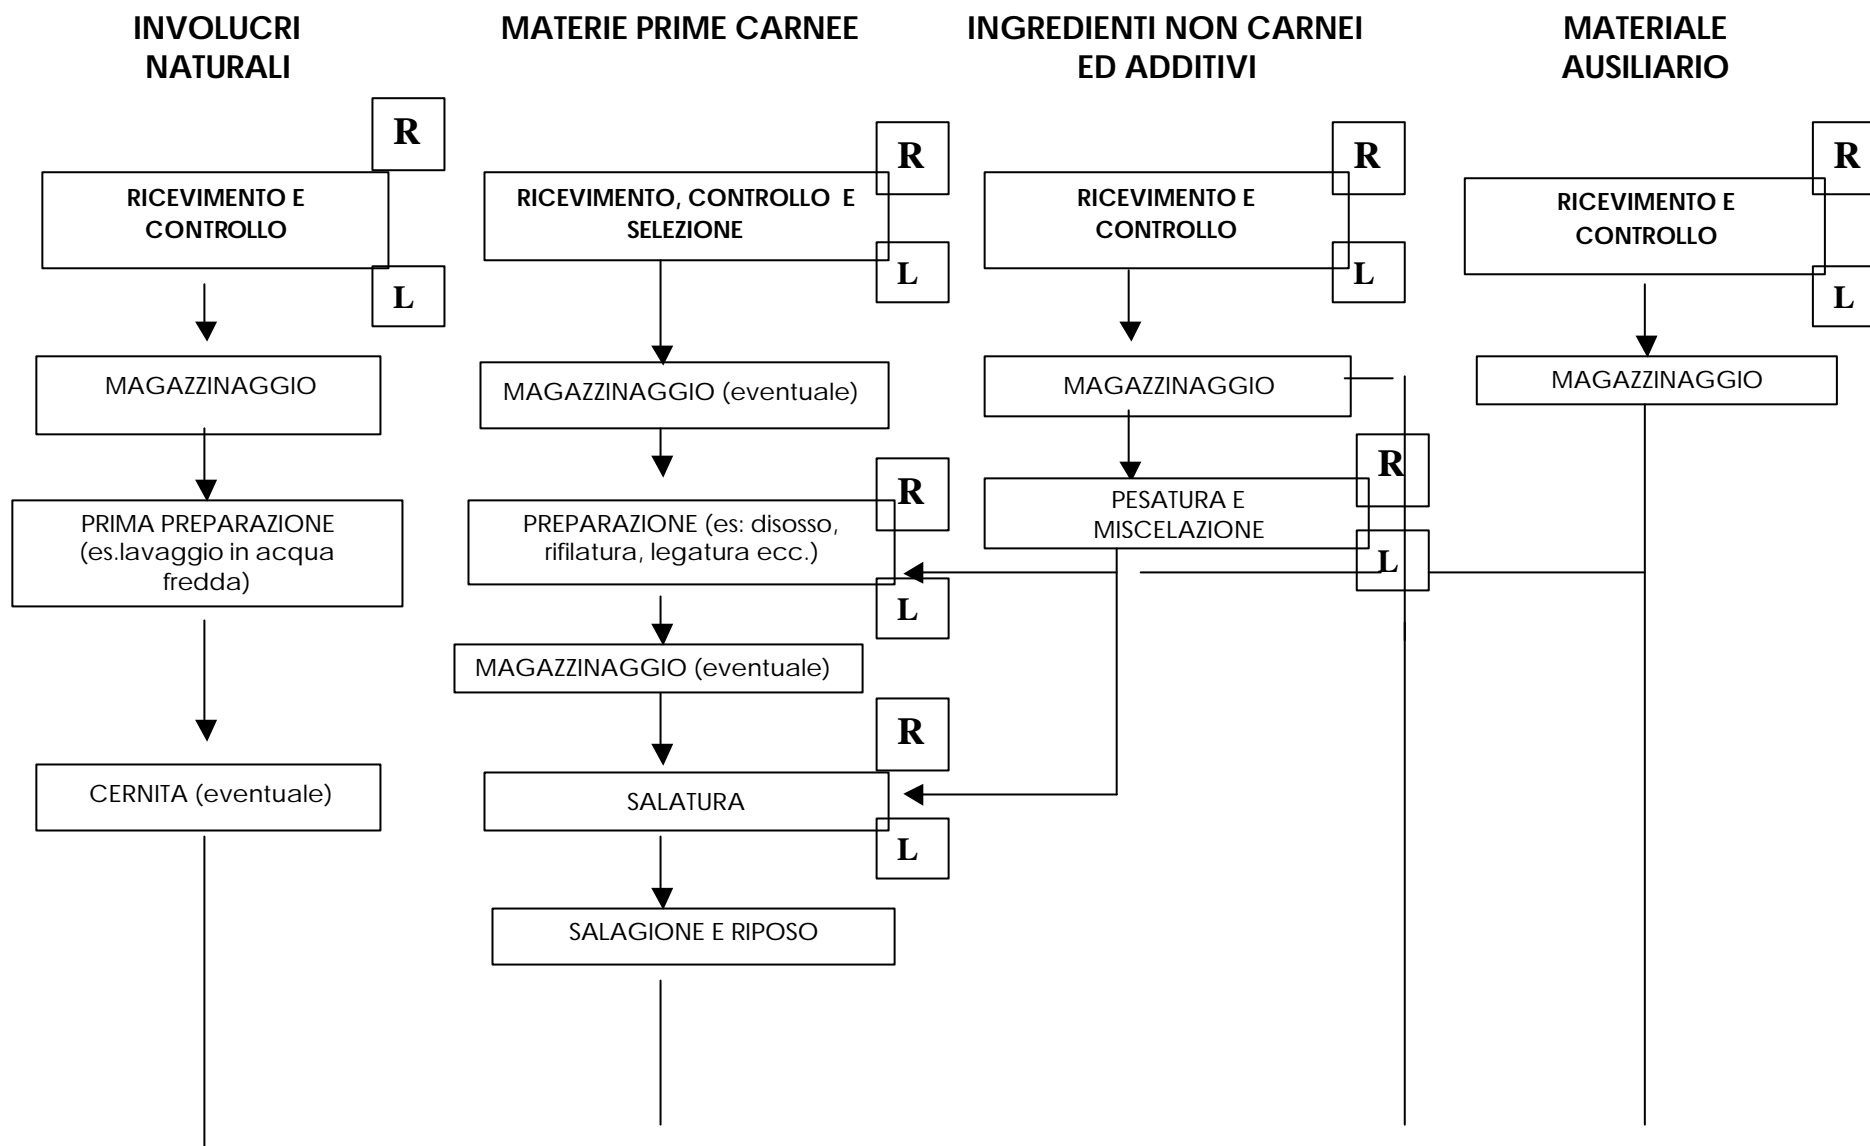 INVOLUCRI
NATURALI
MATERIE PRIME CARNEE
INGREDIENTI NON CARNEI
ED ADDITIVI
MATERIALE
AUSILIARIO
R
RICEVIMENTO E
CONTROLLO
L
MAGAZZINAGGIO
PRIMA PREPARAZIONE
(es.lavaggio in acqua
fredda)
CERNITA (eventuale)
R
RICEVIMENTO, CONTROLLO E
SELEZIONE
L
MAGAZZINAGGIO (eventuale)
R
PREPARAZIONE (es: disosso,
rifilatura, legatura ecc.)
L
MAGAZZINAGGIO (eventuale)
R
SALATURA
L
SALAGIONE E RIPOSO
R
RICEVIMENTO E
CONTROLLO
L
MAGAZZINAGGIO
R
PESATURA E
MISCELAZIONE
L
R
RICEVIMENTO E
CONTROLLO
L
MAGAZZINAGGIO